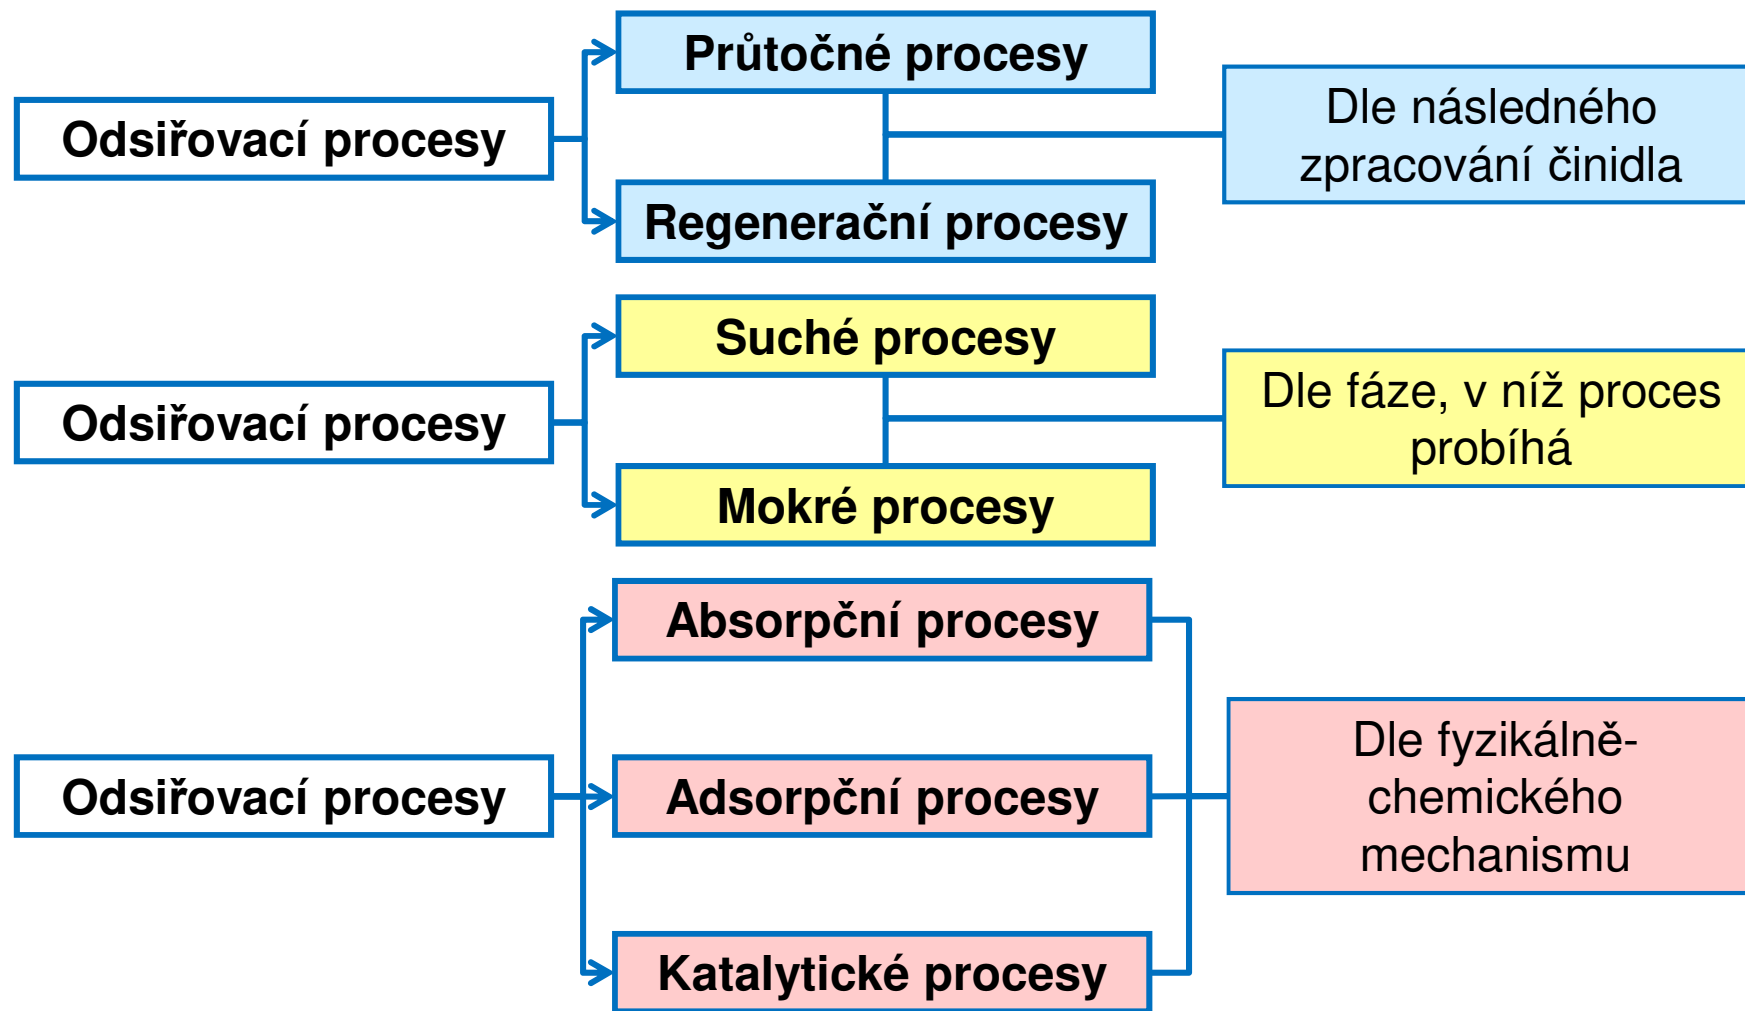 Odsiřovací procesy
Průtočné procesy
Regenerační procesy
Dle následného
zpracování činidla
Odsiřovací procesy
Suché procesy
Mokré procesy
Dle fáze, v níž proces
probíhá
Odsiřovací procesy
Absorpční procesy
Adsorpční procesy
Katalytické procesy
Dle fyzikálně-
chemického
mechanismu